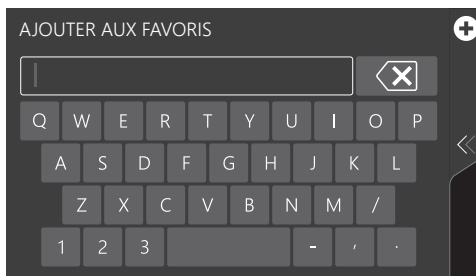 AJOUTER AUX FAVORIS
Q W E R T Y U I O P
A S D F G H J K L
Z X C V B N M /
1 2 3 - ' .